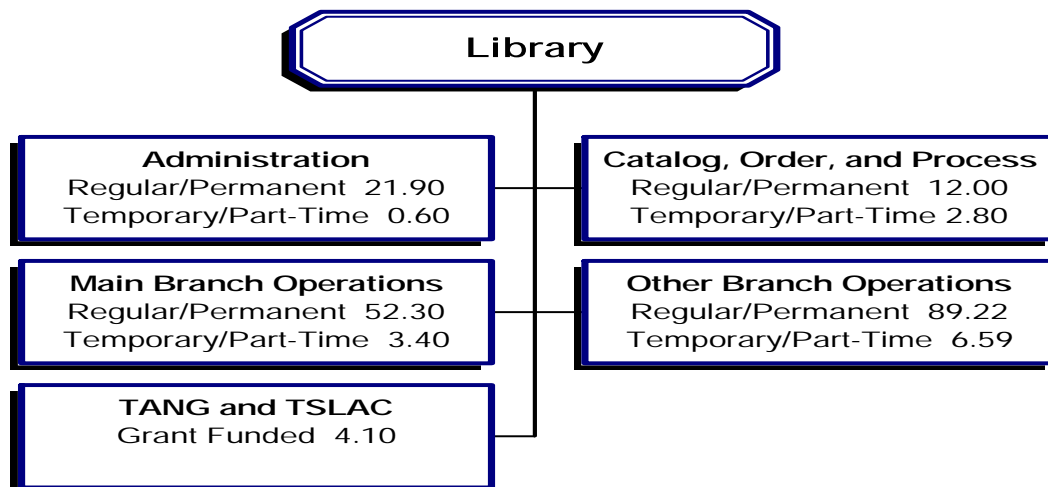 Library
Administration
Regular/Permanent 21.90
Temporary/Part-Time 0.60
Catalog, Order, and Process
Regular/Permanent 12.00
Temporary/Part-Time 2.80
Main Branch Operations
Regular/Permanent 52.30
Temporary/Part-Time 3.40
Other Branch Operations
Regular/Permanent 89.22
Temporary/Part-Time 6.59
TANG and TSLAC
Grant Funded 4.10